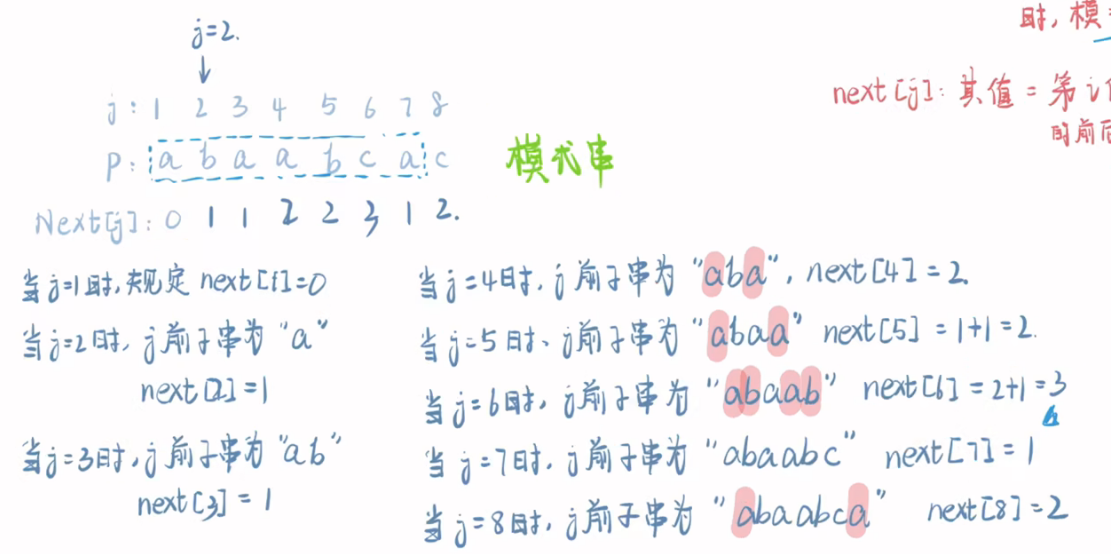 j=2.
时,模
j: 1 2 3 4 5 6 7 8
next[j]: 其值 = 第
P: a b a a b c a c
模式串
的前
Next[j]: 0 1 1 2 2 3 1 2.
当j=1时,规定 next[1]=0
当j=2时, j前子串为 "a"
next[2]=1
当j=3时,j前子串为 "ab"
next[3] = 1
当j=4时, j前子串为 "aba", next[4] = 2.
当j=5时、j前子串为 "abaa" next[5] = 1+1 = 2.
当j=6时, j前子串为 "abaab" next[6] = 2+1 = 3
当 j=7时, j前子串为 "abaabc" next[7] = 1
当 j=8时, j前子串为 "abaabca" next[8] = 2